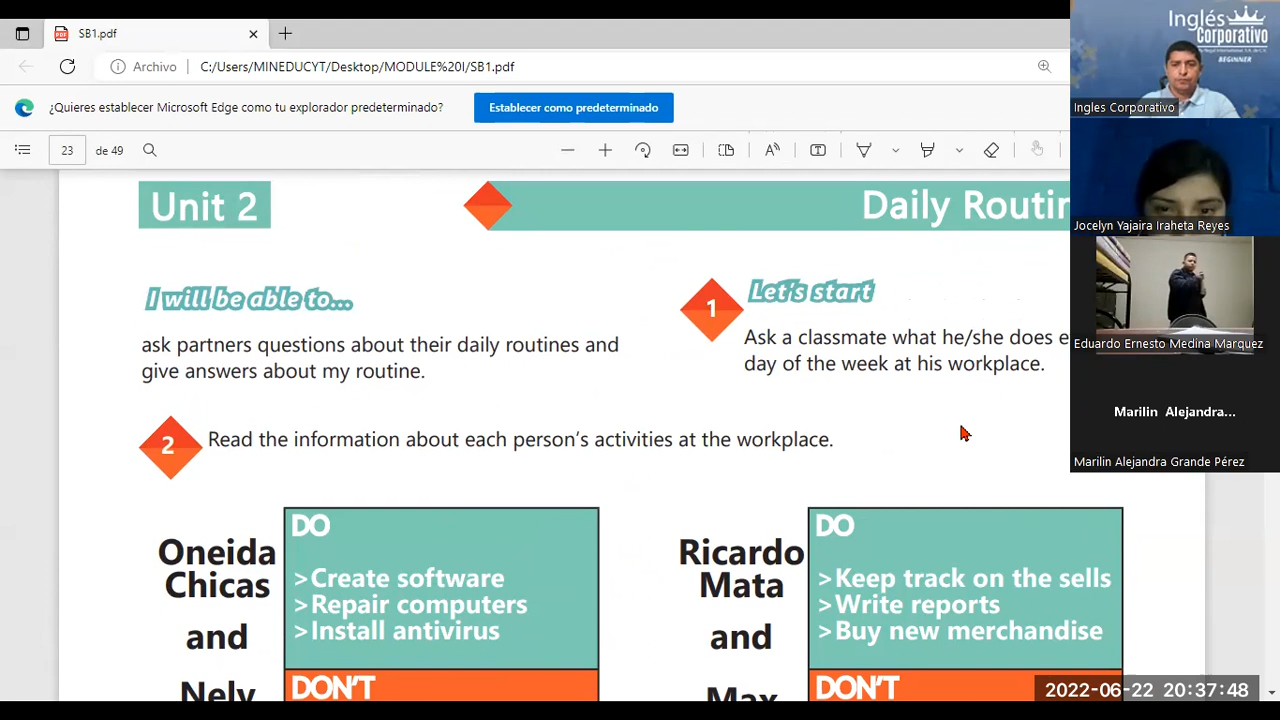 SB1.pdf
Archivo
C:/Users/MINEDUCYT/Desktop/MODULE%20I/SB1.pdf
¿Quieres establecer Microsoft Edge como tu explorador predeterminado?
Establecer como predeterminado
23 de 49
Unit 2
Daily Routin
I will be able to...
ask partners questions about their daily routines and
give answers about my routine.
1
Let's start
Ask a classmate what he/she does e
day of the week at his workplace.
2
Read the information about each person's activities at the workplace.
Oneida
Chicas
and
Nely
DO
>Create software
>Repair computers
>Install antivirus
DON'T
Ricardo
Mata
and
Max
DO
>Keep track on the sells
>Write reports
>Buy new merchandise
DON'T
Inglés
Corporativo
BEGINNER
Ingles Corporativo
Jocelyn Yajaira Iraheta Reyes
Eduardo Ernesto Medina Marquez
Marilin Alejandra...
Marilin Alejandra Grande Pérez
2022-06-22 20:37:48